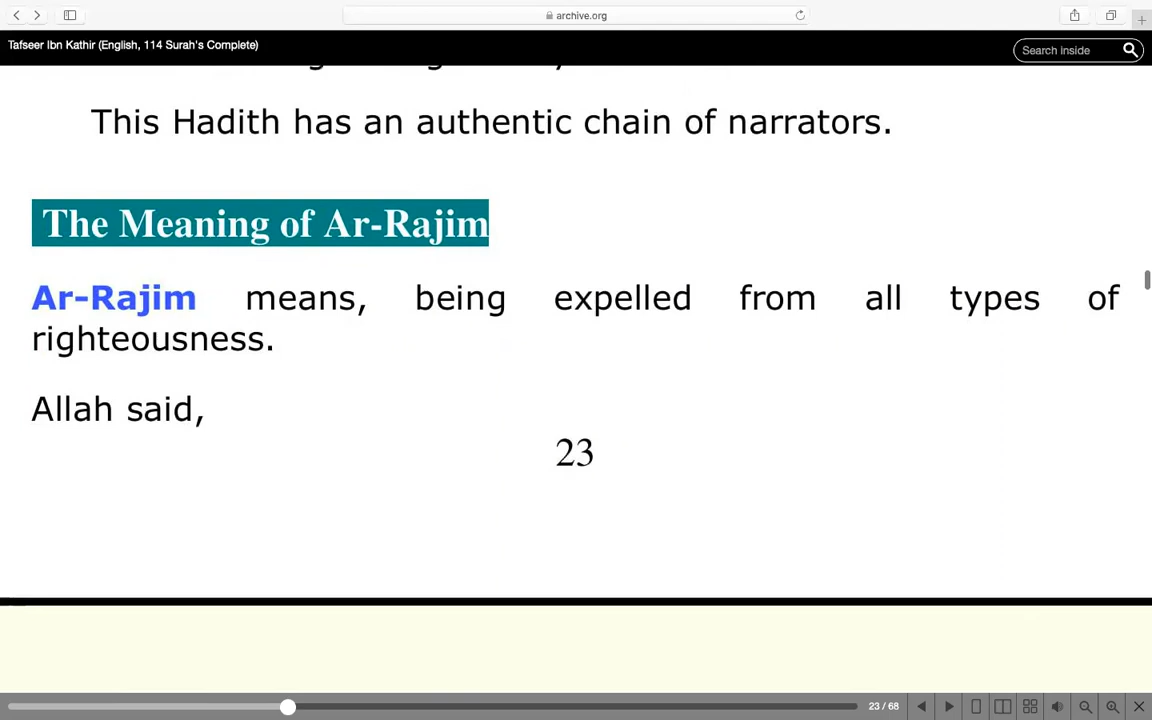 archive.org
Tafseer Ibn Kathir (English, 114 Surah's Complete)
Search inside
This Hadith has an authentic chain of narrators.
The Meaning of Ar-Rajim
Ar-Rajim means, being expelled from all types of
righteousness.
Allah said,
23
23 / 68